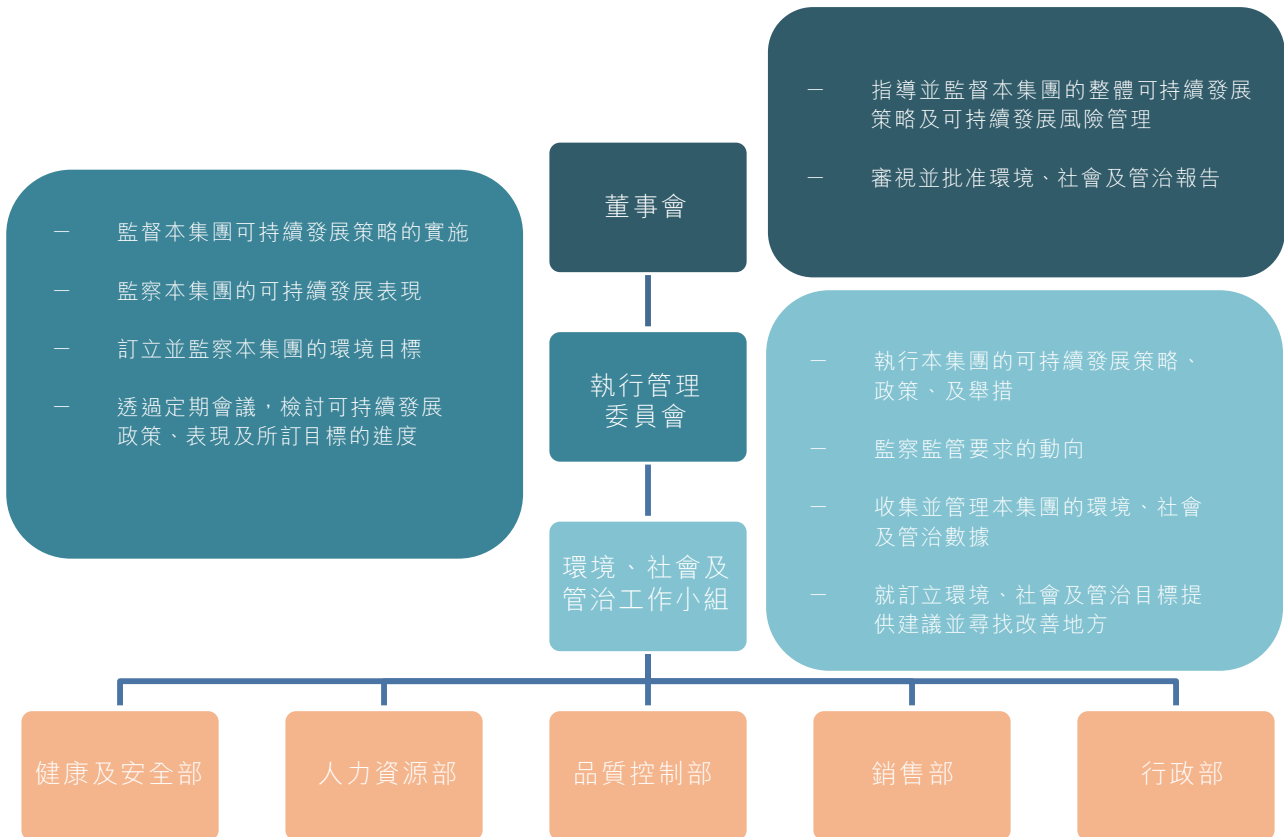 — 指導並監督本集團的整體可持續發展
策略及可持續發展風險管理
— 審視並批准環境、社會及管治報告
董事會
— 監督本集團可持續發展策略的實施
— 監察本集團的可持續發展表現
— 訂立並監察本集團的環境目標
— 透過定期會議，檢討可持續發展
政策、表現及所訂目標的進度
執行管理
委員會
— 執行本集團的可持續發展策略、
政策、及舉措
— 監察監管要求的動向
— 收集並管理本集團的環境、社會
及管治數據
— 就訂立環境、社會及管治目標提
供建議並尋找改善地方
環境、社會及
管治工作小組
健康及安全部
人力資源部
品質控制部
銷售部
行政部